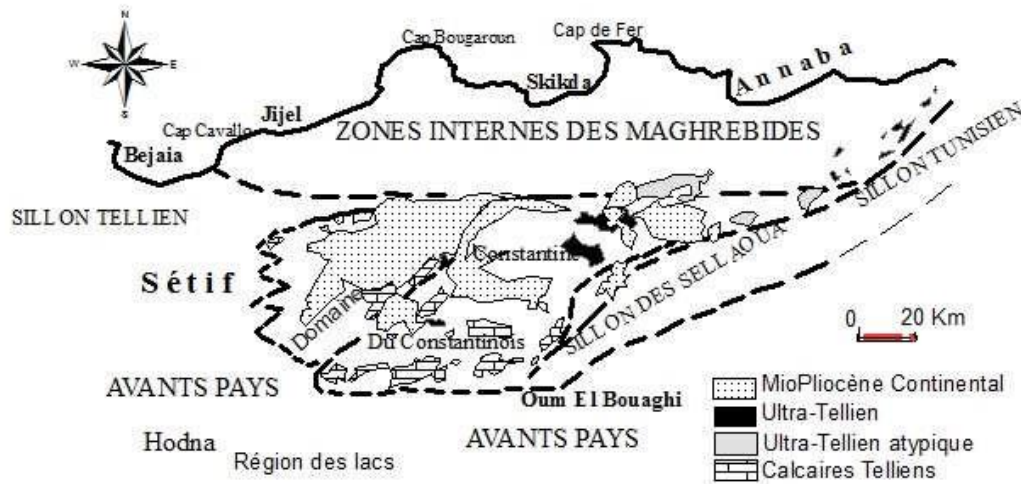 N
W E
S
Cap Bougaroun
Cap de Fer
Annaba
Skikda
Jijel
Cap Cavallo
Bejaia
ZONES INTERNES DES MAGHREBIDES
SILLON TUNISIEN
SILLON TELLIEN
Constantine
Sétif
Domaine
Du Constantinois
SILLON DES SELLAOUA
0 20 Km
AVANTS PAYS
Oum El Bouaghi
Hodna
AVANTS PAYS
Région des lacs
MioPliocène Continental
Ultra-Tellien
Ultra-Tellien atypique
Calcaires Telliens